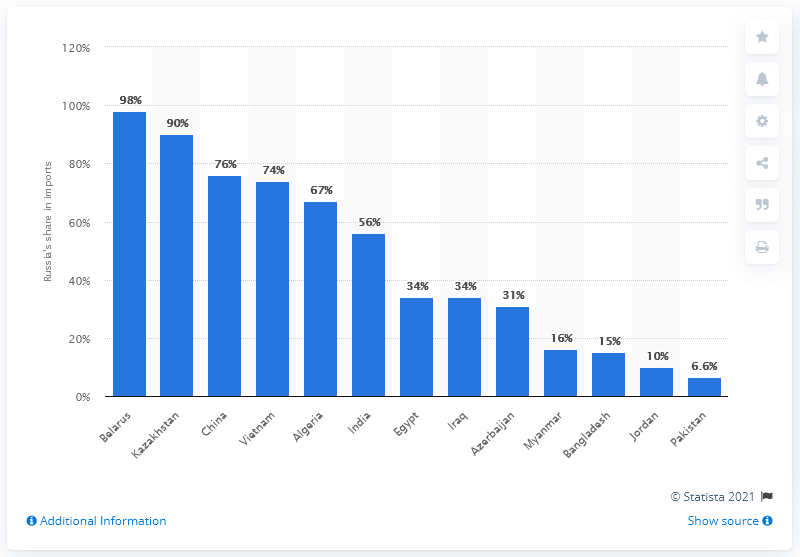 120%
100%
80%
60%
40%
20%
0%
Russia's share in imports
98%
90%
76%
74%
67%
56%
34%
34%
31%
16%
15%
10%
6.6%
Belarus
Kazakhstan
China
Vietnam
Algeria
India
Egypt
Iraq
Azerbaijan
Myanmar
Bangladesh
Jordan
Pakistan
© Statista 2021
Additional Information
Show source